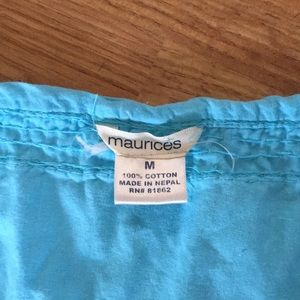 maurices
M
100% COTTON
MADE IN NEPAL
RN# 81862